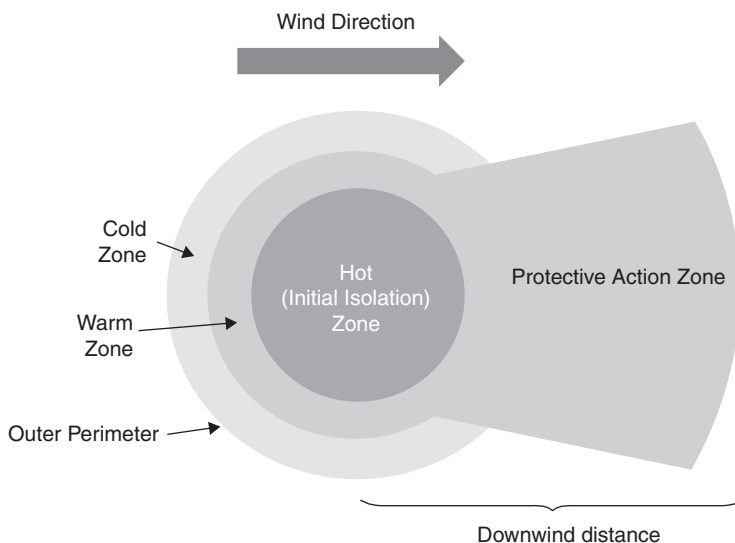 Wind Direction
Cold
Zone
Hot
(Initial Isolation)
Zone
Protective Action Zone
Warm
Zone
Outer Perimeter
Downwind distance